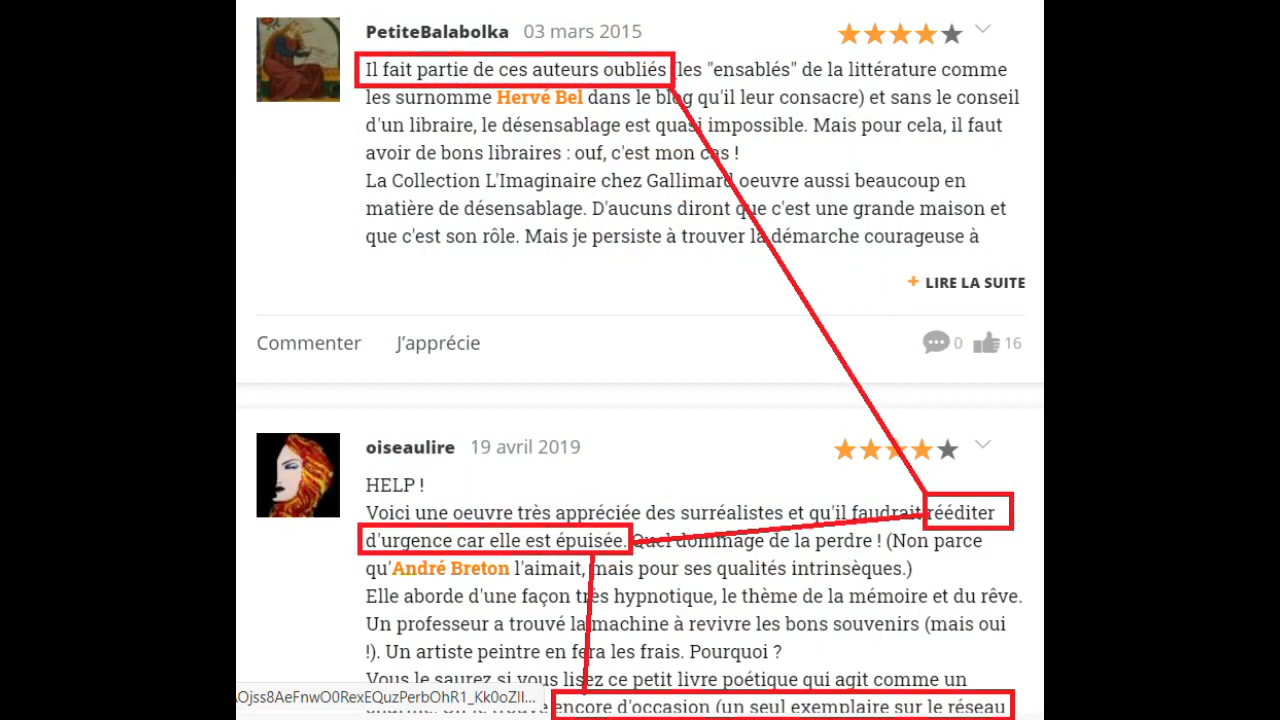 PetiteBalabolka 03 mars 2015
Il fait partie de ces auteurs oubliés (les "ensablés" de la littérature comme
les surnomme Hervé Bel dans le blog qu'il leur consacre) et sans le conseil
d'un libraire, le désensablage est quasi impossible. Mais pour cela, il faut
avoir de bons libraires : ouf, c'est mon cas !
La Collection L'Imaginaire chez Gallimard oeuvre aussi beaucoup en
matière de désensablage. D'aucuns diront que c'est une grande maison et
que c'est son rôle. Mais je persiste à trouver la démarche courageuse à
+ LIRE LA SUITE
Commenter J'apprécie 0 16
oiseaulire 19 avril 2019
HELP !
Voici une oeuvre très appréciée des surréalistes et qu'il faudrait rééditer
d'urgence car elle est épuisée. Quel dommage de la perdre ! (Non parce
qu'André Breton l'aimait, mais pour ses qualités intrinsèques.)
Elle aborde d'une façon très hypnotique, le thème de la mémoire et du rêve.
Un professeur a trouvé la machine à revivre les bons souvenirs (mais oui
!). Un artiste peintre en fera les frais. Pourquoi ?
Vous le saurez si vous lisez ce petit livre poétique qui agit comme un
encore d'occasion (un seul exemplaire sur le réseau